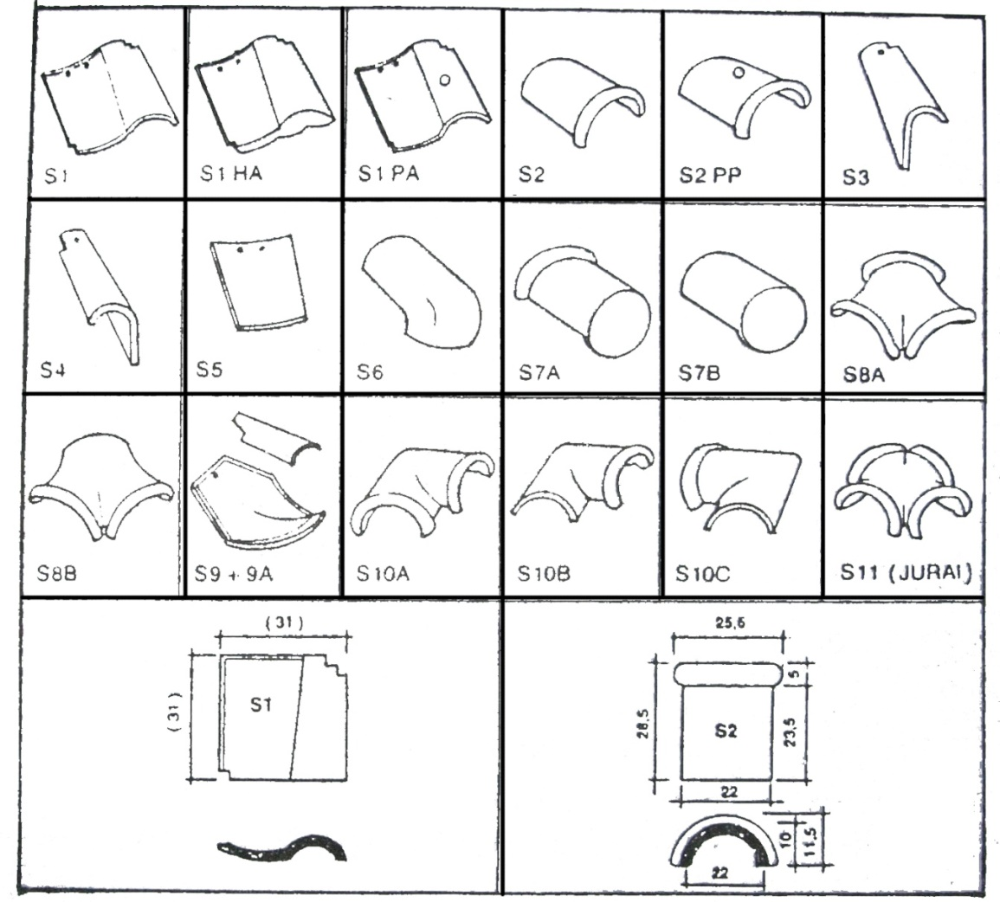 S1
S1 HA
S1 PA
S2
S2 PP
S3
S4
S5
S6
S7A
S7B
S8A
S8B
S9 + 9A
S10A
S10B
S10C
S11 (JURAI)
(31)
(31)
S1
25,6
5
28,5
S2
23,5
22
10
11,5
22